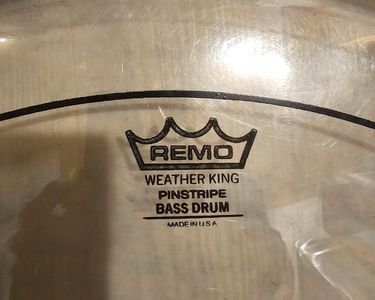 REMO
WEATHER KING
PINSTRIPE
BASS DRUM
MADE IN U S A